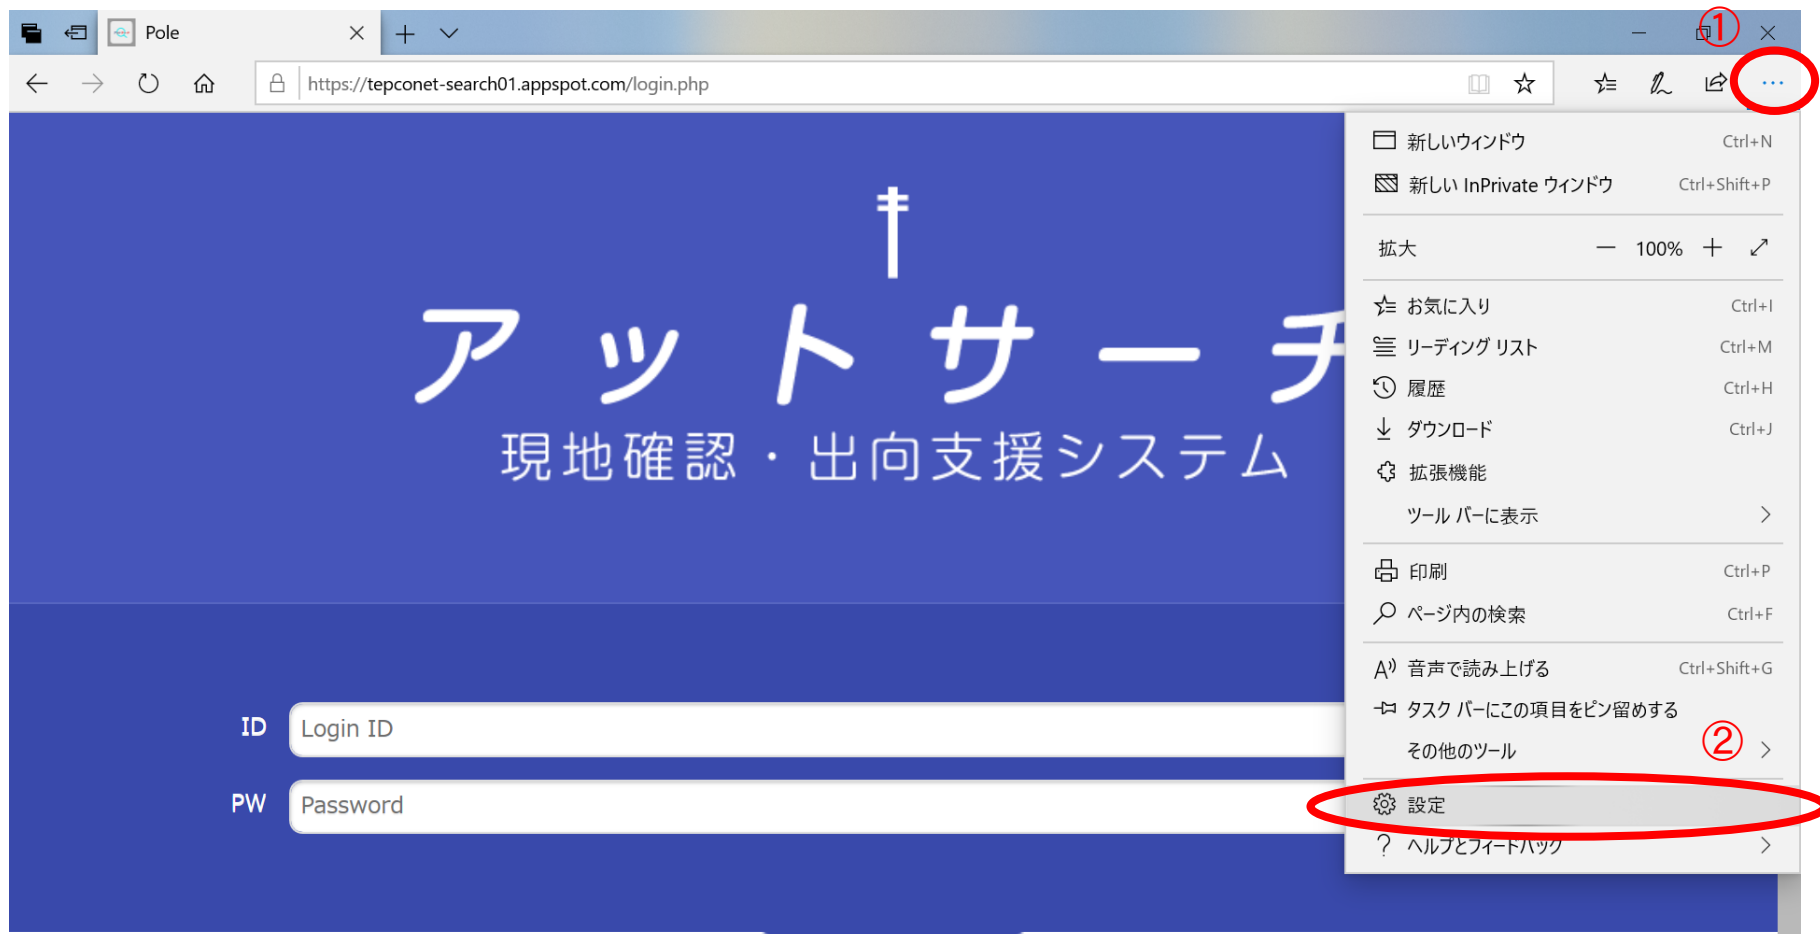 Pole
①
https://tepconet-search01.appspot.com/login.php
新しいウィンドウ Ctrl+N
新しい InPrivate ウィンドウ Ctrl+Shift+P
拡大 100%
お気に入り Ctrl+I
リーディング リスト Ctrl+M
履歴 Ctrl+H
ダウンロード Ctrl+J
拡張機能
ツール バーに表示
印刷 Ctrl+P
ページ内の検索 Ctrl+F
音声で読み上げる Ctrl+Shift+G
タスク バーにこの項目をピン留めする
その他のツール
②
設定
ヘルプとフィードバック
アットサーチ
現地確認・出向支援システム
ID Login ID
PW Password